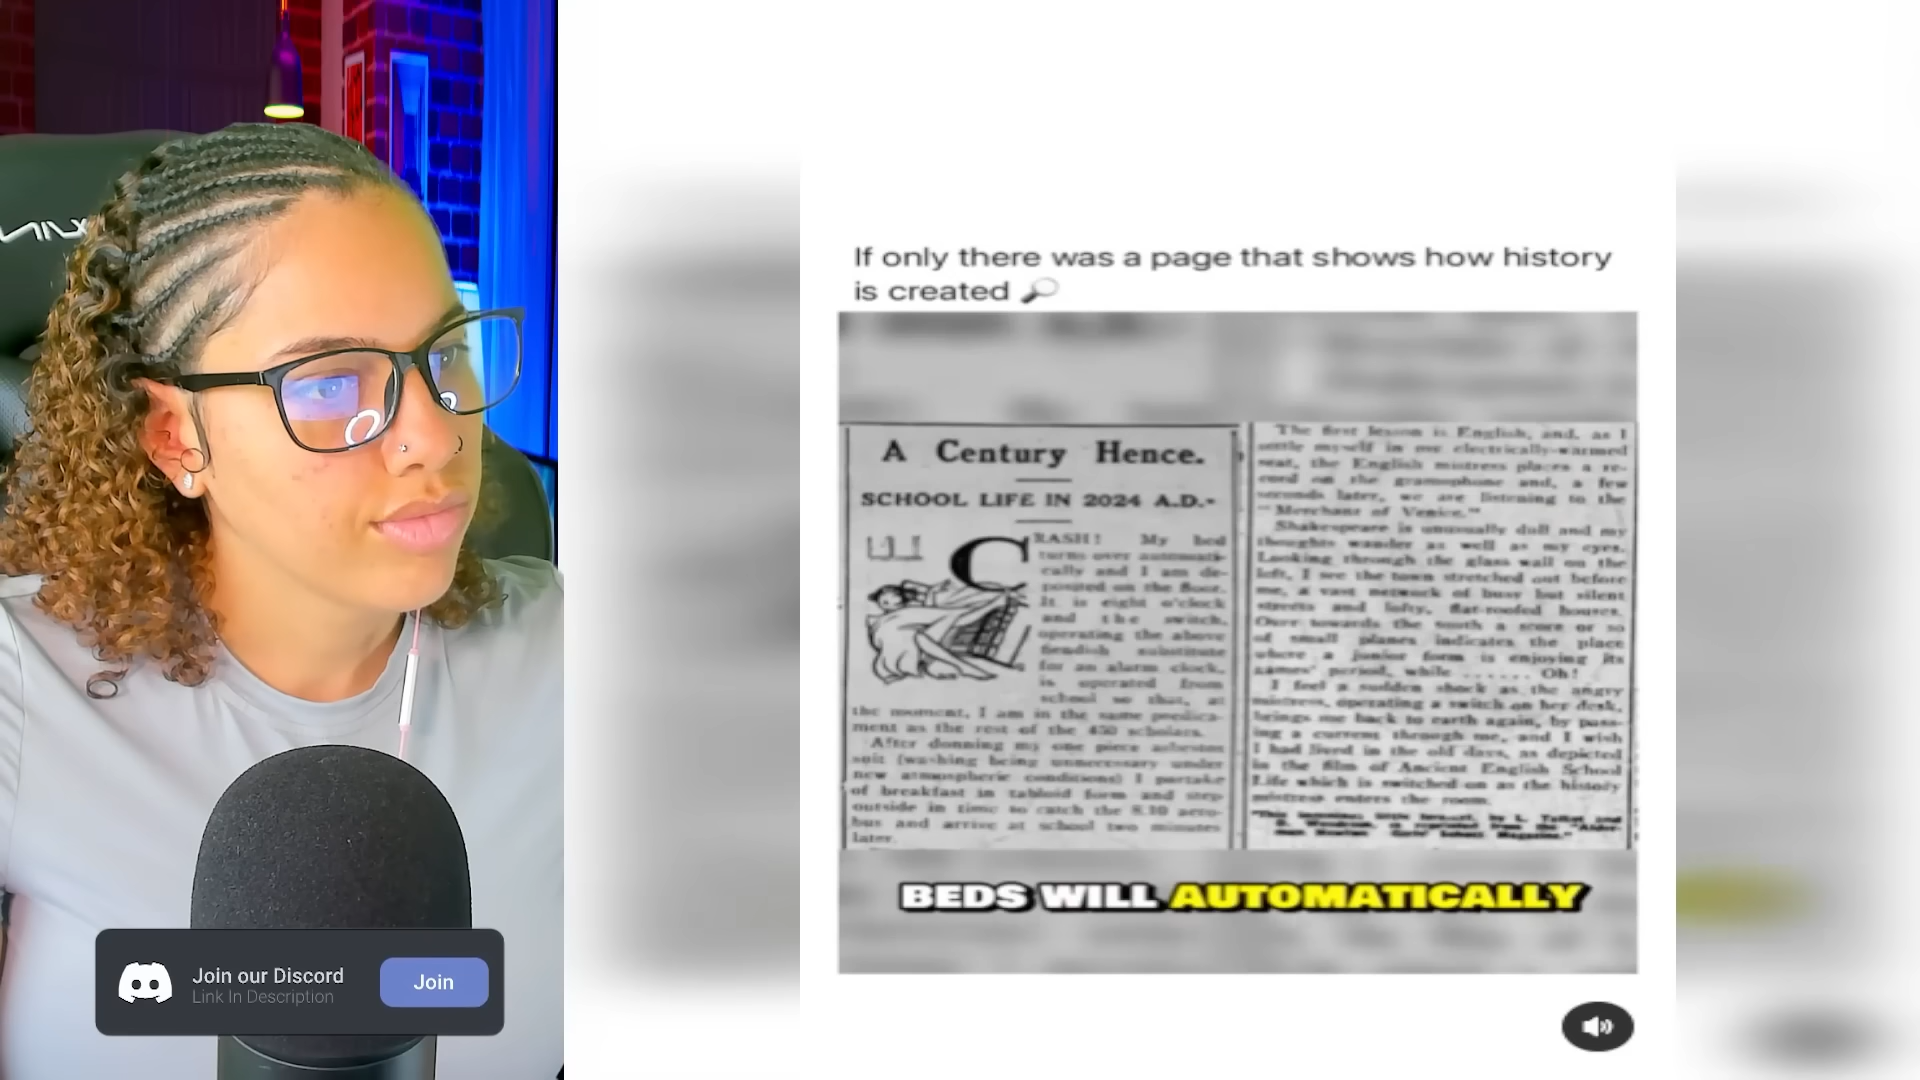 If only there was a page that shows how history
is created
A Century Hence.
SCHOOL LIFE IN 2024 A.D.-
CRASH! My bed
turns over automati-
cally and I am de-
posited on the floor.
It is eight o'clock
and the switch,
operating the above
fiendish substitute
for an alarm clock,
is operated from
school so that, at
the moment, I am in the same predica-
ment as the rest of the 450 scholars.
After donning my one piece asbestos
suit (washing being unnecessary under
new atmospheric conditions) I partake
of breakfast in tabloid form and step
outside in time to catch the 8.10 aero-
bus and arrive at school two minutes
later.
The first lesson is English, and, as I
settle myself in my electrically-warmed
seat, the English mistress places a re-
cord on the gramophone and, a few
seconds later, we are listening to the
"Merchant of Venice."
Shakespeare is unusually dull and my
thoughts wander as well as my eyes.
Looking through the glass wall on the
left, I see the town stretched out before
me, a vast network of busy but silent
streets and lofty, flat-roofed houses.
Over towards the south a score or so
of small planes indicates the place
where a junior form is enjoying its
games' period, while ...... Oh!
I feel a sudden shock as the angry
mistress, operating a switch on her desk,
brings me back to earth again, by pass-
ing a current through me, and I wish
I had lived in the old days, as depicted
in the film of Ancient English School
Life which is switched on as the history
mistress enters the room.
BEDS WILL AUTOMATICALLY
Join our Discord
Link In Description
Join